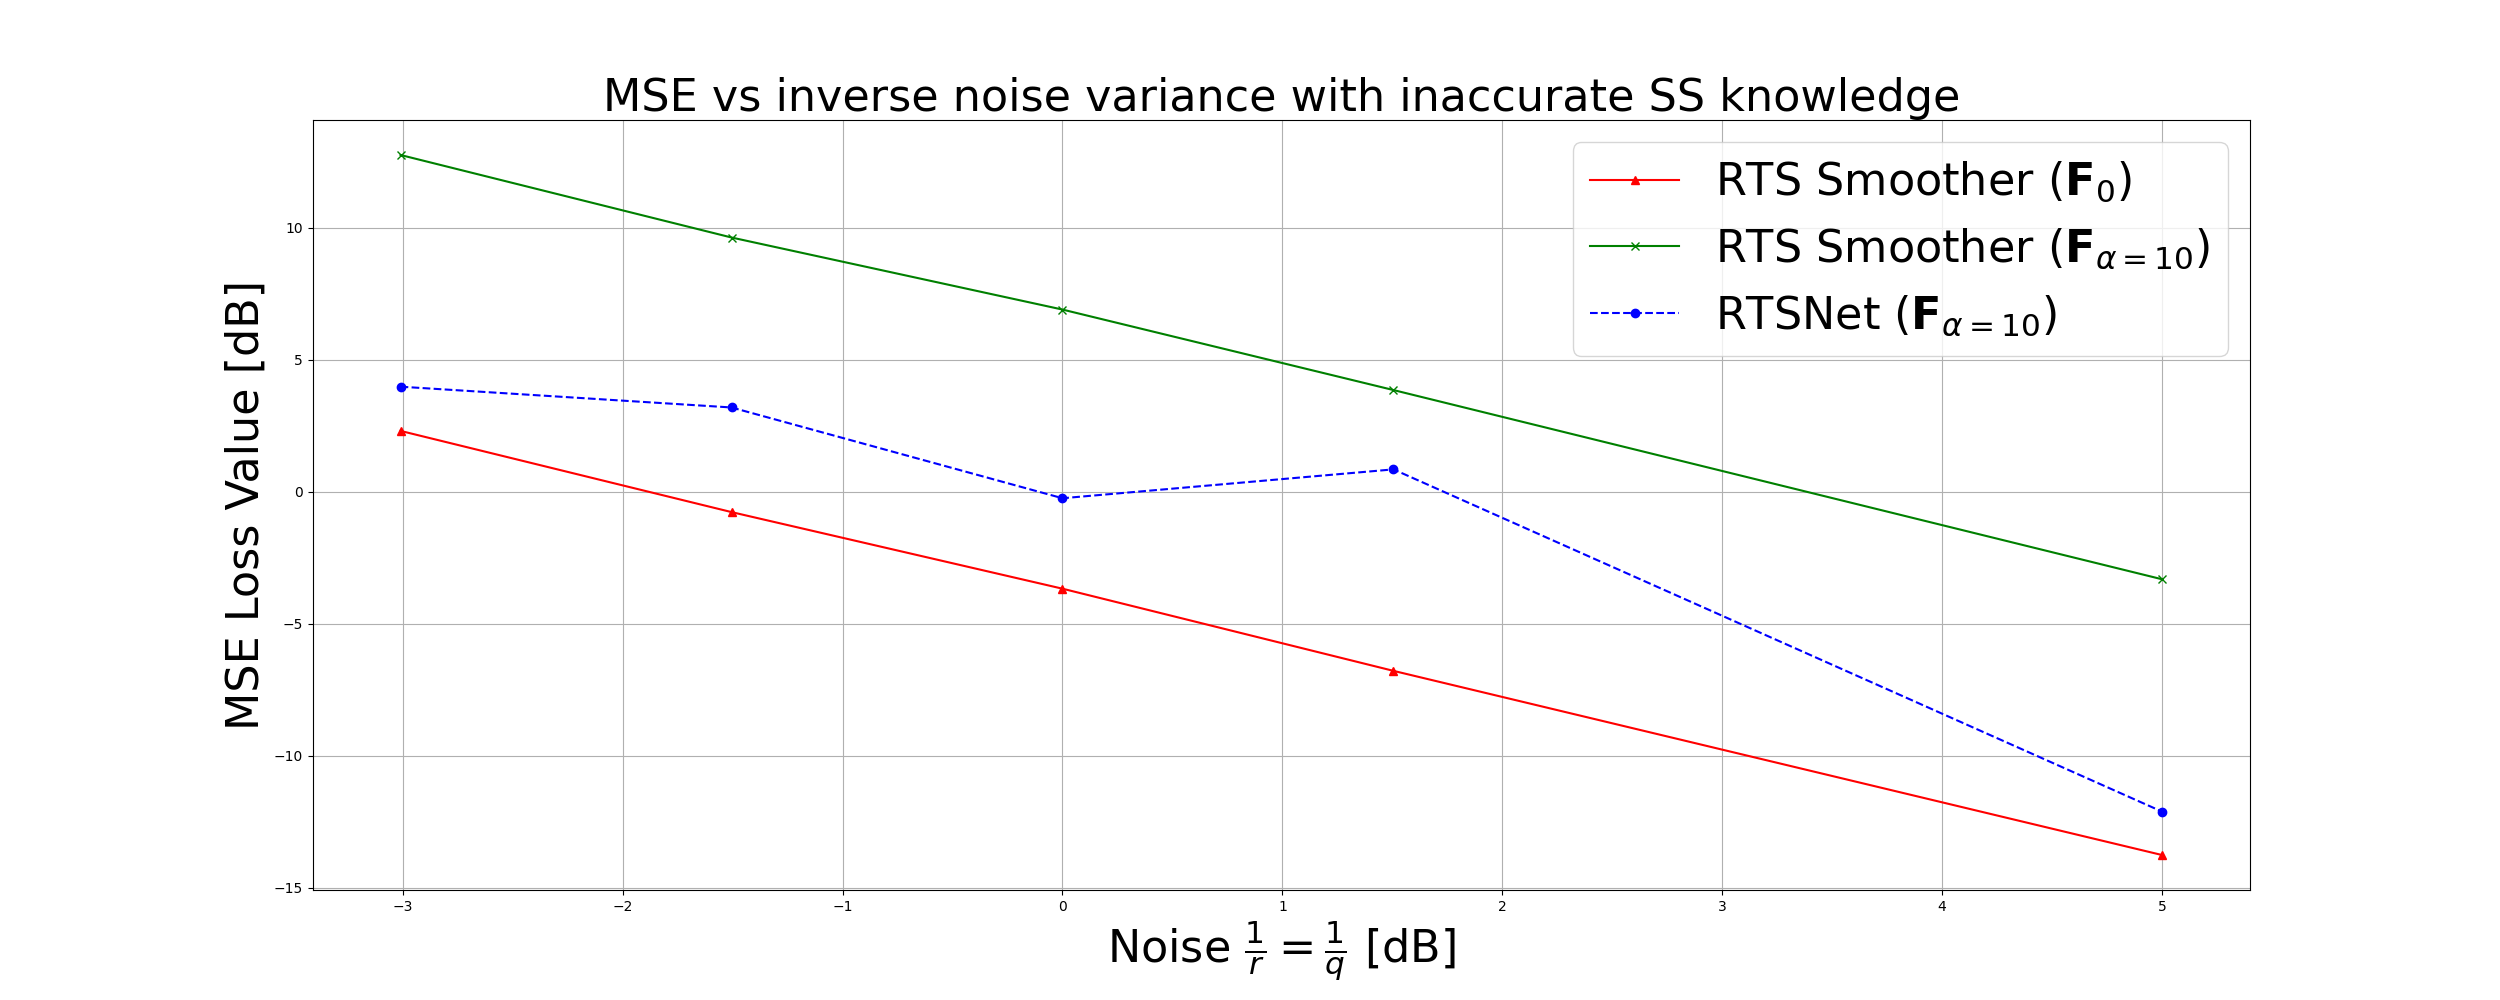 MSE vs inverse noise variance with inaccurate SS knowledge
RTS Smoother (F₀)
RTS Smoother (F_α=10)
RTSNet (F_α=10)
MSE Loss Value [dB]
10
5
0
−5
−10
−15
−3 −2 −1 0 1 2 3 4 5
Noise 1/r = 1/q [dB]